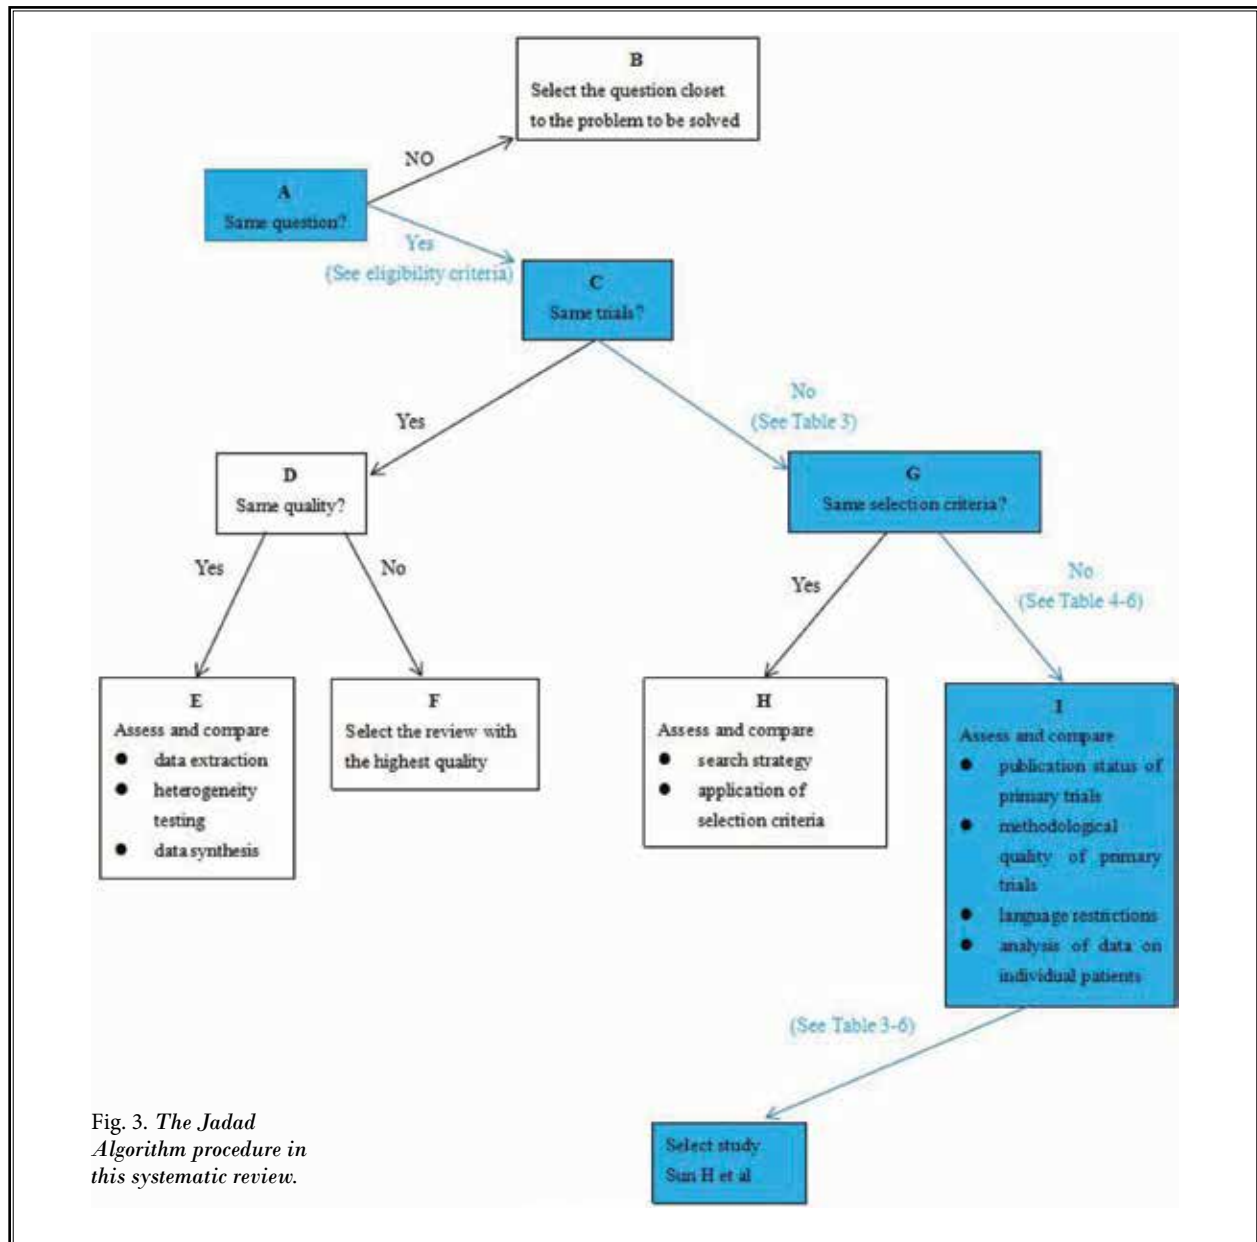 B
Select the question closet
to the problem to be solved
NO
A
Same question?
Yes
(See eligibility criteria)
C
Same trials?
No
(See Table 3)
Yes
D
Same quality?
G
Same selection criteria?
Yes
No
Yes
No
(See Table 4-6)
E
Assess and compare
● data extraction
● heterogeneity
testing
● data synthesis
F
Select the review with
the highest quality
H
Assess and compare
● search strategy
● application of
selection criteria
I
Assess and compare
● publication status of
primary trials
● methodological
quality of primary
trials
● language restrictions
● analysis of data on
individual patients
(See Table 3-6)
Select study
Sun H et al
Fig. 3. The Jadad
Algorithm procedure in
this systematic review.